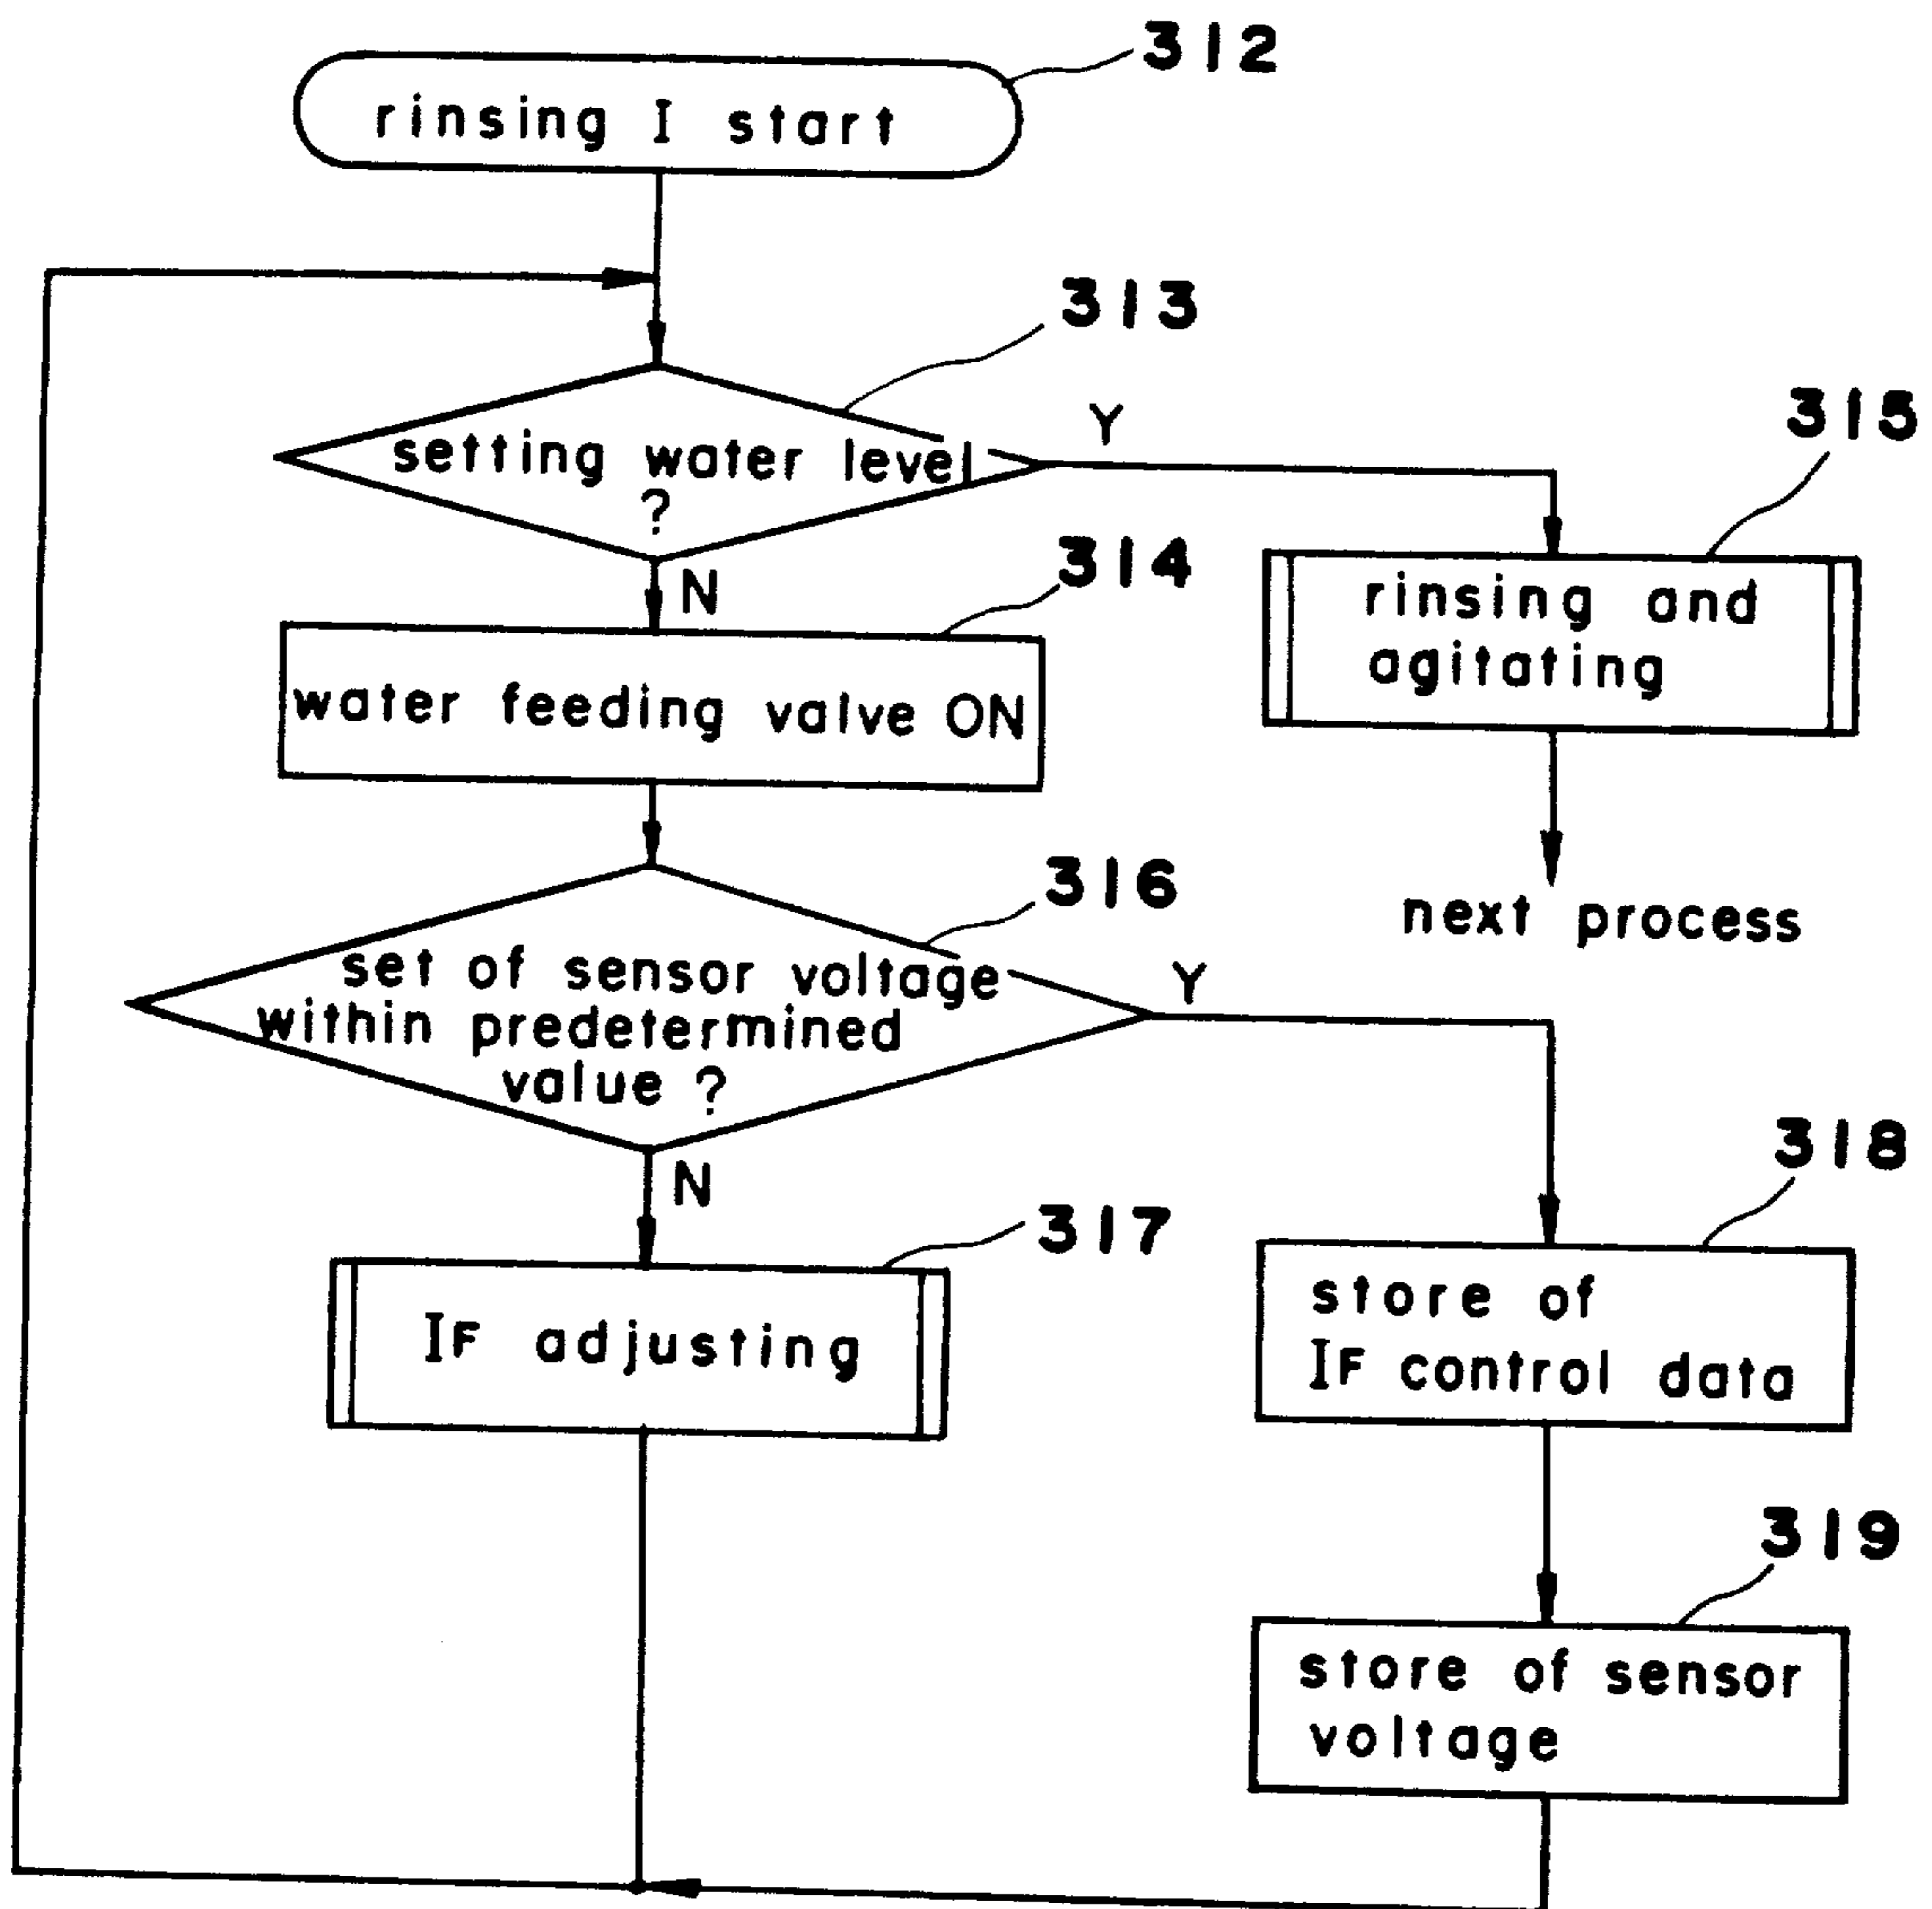 312
rinsing I start
313
setting water level
?
Y
N
314
water feeding valve ON
315
rinsing and
agitating
next process
316
set of sensor voltage
within predetermined
value ?
Y
N
317
IF adjusting
318
store of
IF control data
319
store of sensor
voltage